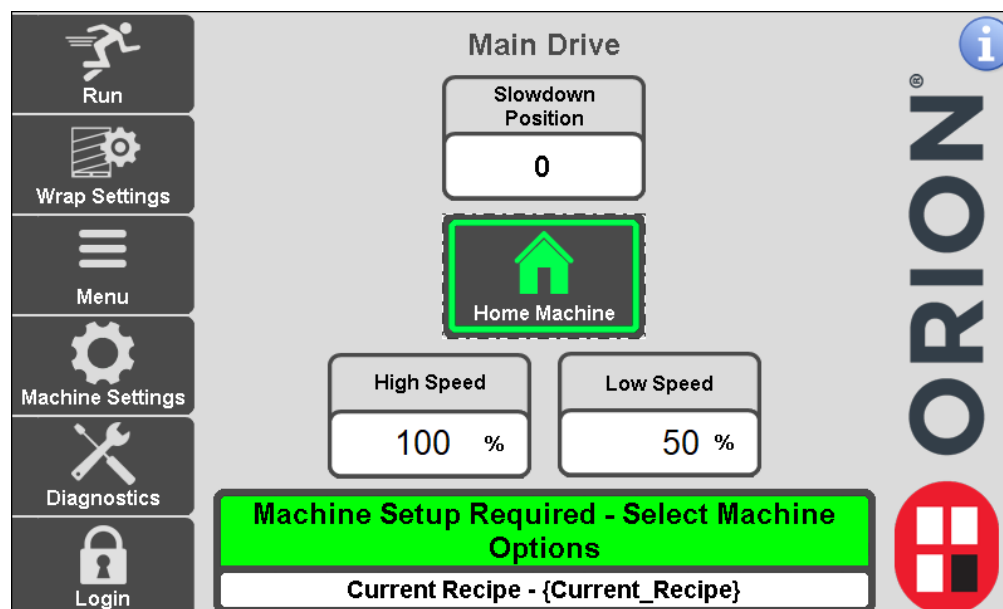 Run
Wrap Settings
Menu
Machine Settings
Diagnostics
Login
Main Drive
Slowdown
Position
0
Home Machine
High Speed
100 %
Low Speed
50 %
Machine Setup Required - Select Machine
Options
Current Recipe - {Current_Recipe}
i
ORION®